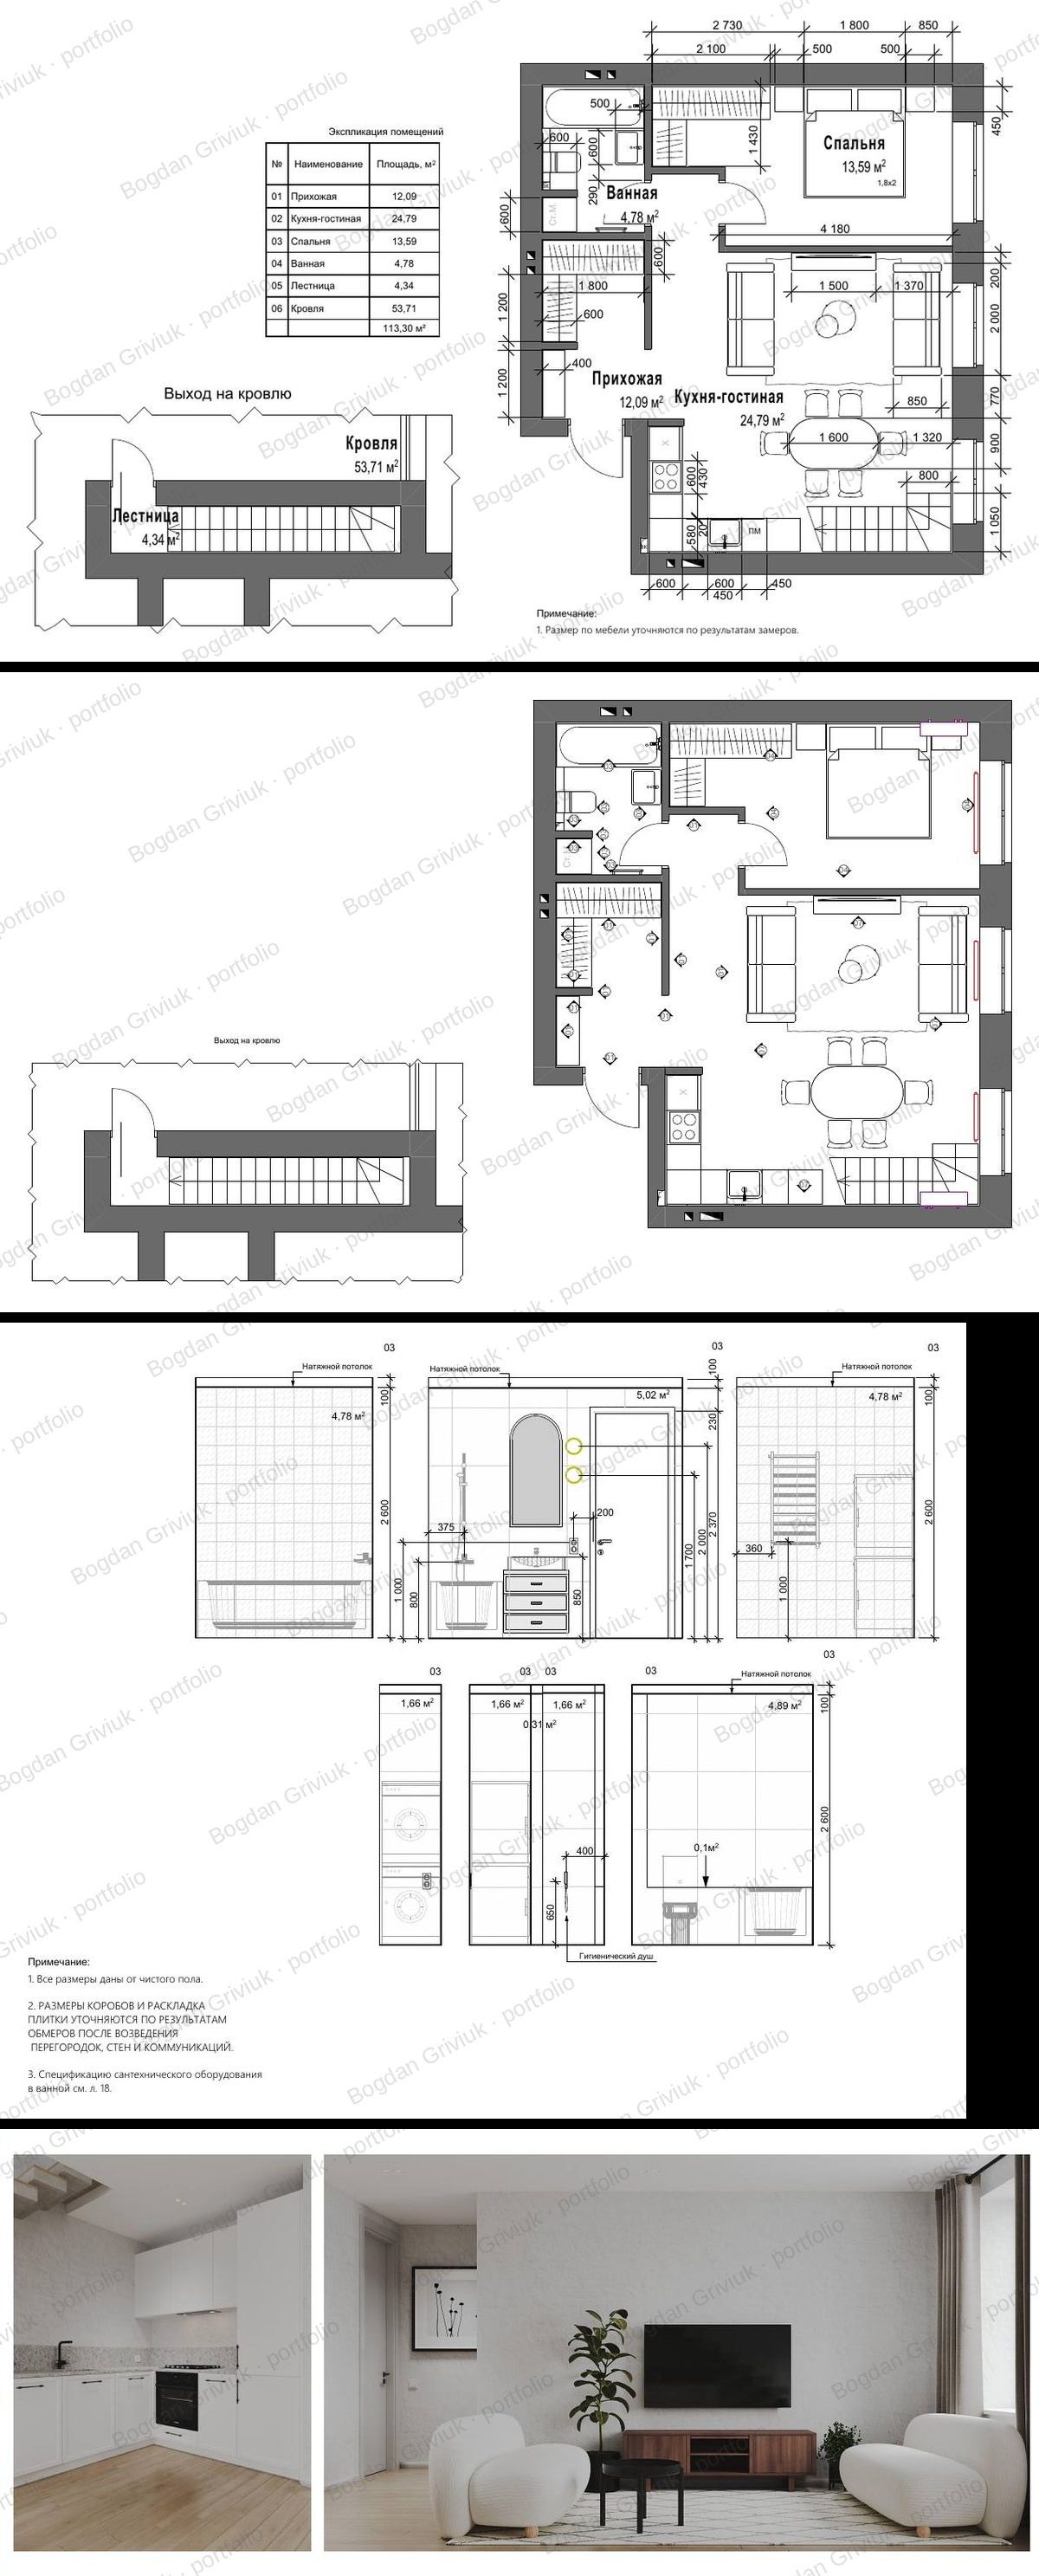 Bogdan Griviuk · portfolio
2 730
1 800
850
2 100
500
500
Экспликация помещений
№ Наименование Площадь, м²
01 Прихожая 12,09
02 Кухня-гостиная 24,79
03 Спальня 13,59
04 Ванная 4,78
05 Лестница 4,34
06 Кровля 53,71
113,30 м²
500
600
600
290
1 430
450
Спальня
13,59 м²
1,8x2
Ванная
4,78 м²
Ст.М.
600
4 180
600
1 800
600
1 200
1 500
1 370
200
2 000
400
1 200
Прихожая
12,09 м²
Кухня-гостиная
24,79 м²
850
770
1 600
1 320
900
800
600
430
1 050
580
20
ПМ
600
600
450
450
Примечание:
1. Размер по мебели уточняются по результатам замеров.
Выход на кровлю
Кровля
53,71 м²
Лестница
4,34 м²
Выход на кровлю
03
Натяжной потолок
4,78 м²
100
2 600
03
Натяжной потолок
5,02 м²
100
230
375
200
1 000
800
850
1 700
2 000
2 370
03
Натяжной потолок
4,78 м²
100
2 600
360
1 000
03
1,66 м²
03
03
1,66 м²
1,66 м²
0,31 м²
400
650
Гигиенический душ
03
03
Натяжной потолок
4,89 м²
100
2 600
0,1м²
Примечание:
1. Все размеры даны от чистого пола.
2. РАЗМЕРЫ КОРОБОВ И РАСКЛАДКА
ПЛИТКИ УТОЧНЯЮТСЯ ПО РЕЗУЛЬТАТАМ
ОБМЕРОВ ПОСЛЕ ВОЗВЕДЕНИЯ
ПЕРЕГОРОДОК, СТЕН И КОММУНИКАЦИЙ.
3. Спецификацию сантехнического оборудования
в ванной см. л. 18.